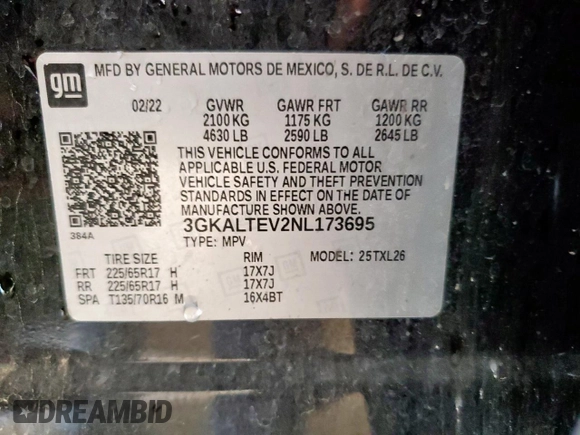 gm
MFD BY GENERAL MOTORS DE MEXICO, S. DE R.L. DE C.V.
02/22 GVWR GAWR FRT GAWR RR
2100 KG 1175 KG 1200 KG
4630 LB 2590 LB 2645 LB
THIS VEHICLE CONFORMS TO ALL
APPLICABLE U.S. FEDERAL MOTOR
VEHICLE SAFETY AND THEFT PREVENTION
STANDARDS IN EFFECT ON THE DATE OF
MANUFACTURE SHOWN ABOVE.
384A
3GKALTEV2NL173695
TYPE: MPV
TIRE SIZE RIM MODEL: 25TXL26
FRT 225/65R17 H 17X7J
RR 225/65R17 H 17X7J
SPA T135/70R16 M 16X4BT
DREAMBID